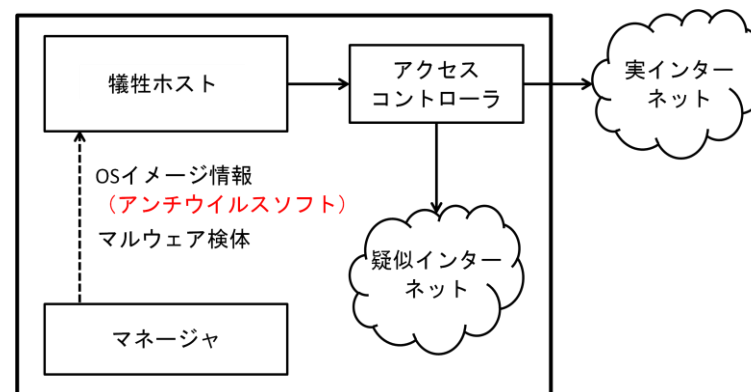 犠牲ホスト
アクセス
コントローラ
実インター
ネット
OSイメージ情報
（アンチウイルスソフト）
マルウェア検体
疑似インター
ネット
マネージャ